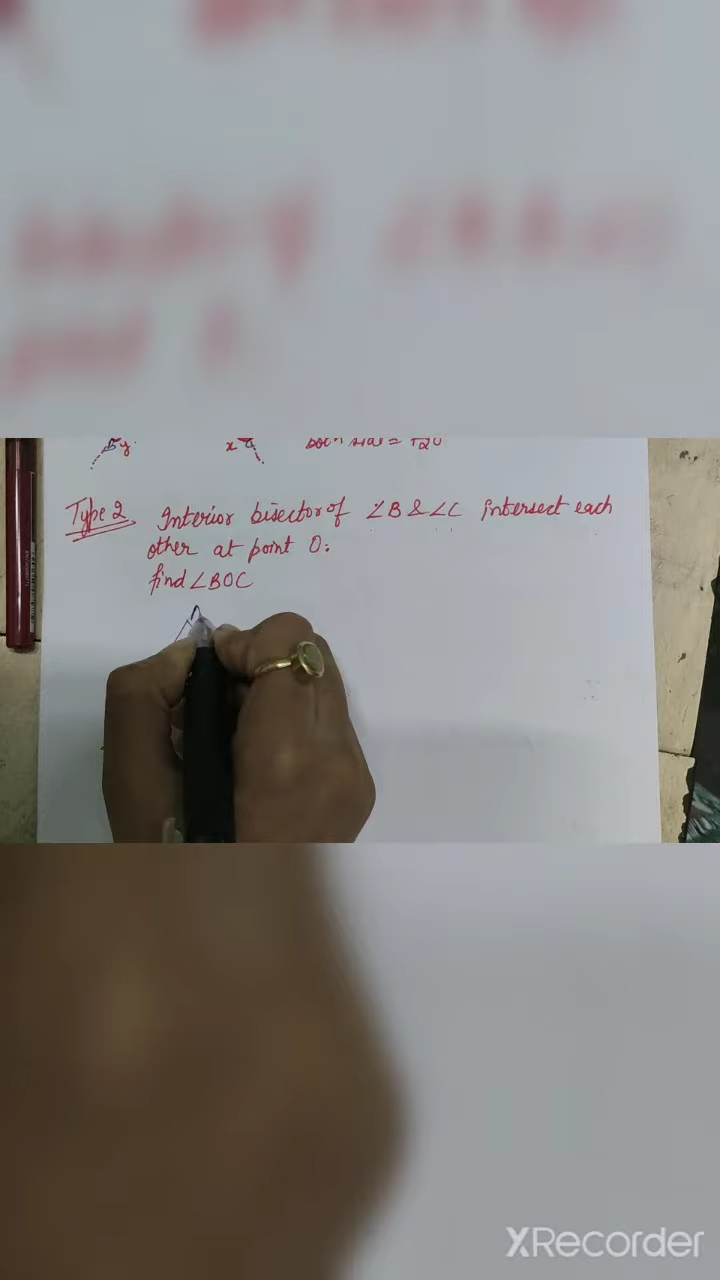 Type 2 Interior bisector of ∠B & ∠C intersect each
other at point O.
find ∠BOC
XRecorder